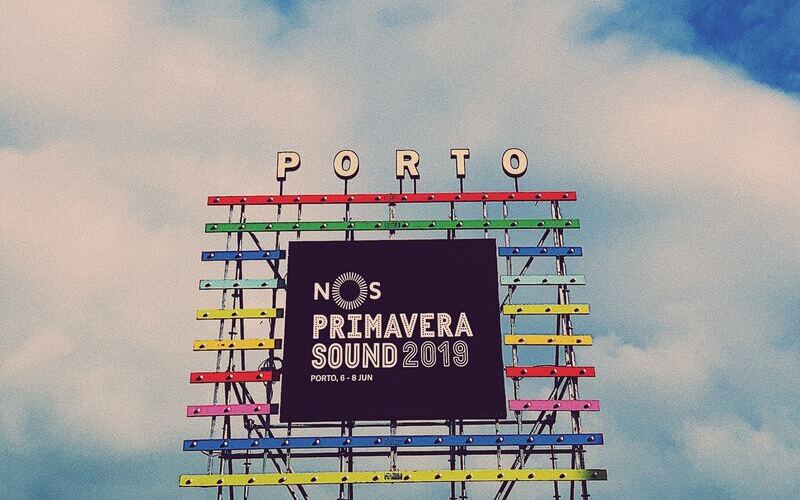 PORTO
NOS
PRIMAVERA
SOUND 2019
PORTO, 6 - 8 JUN